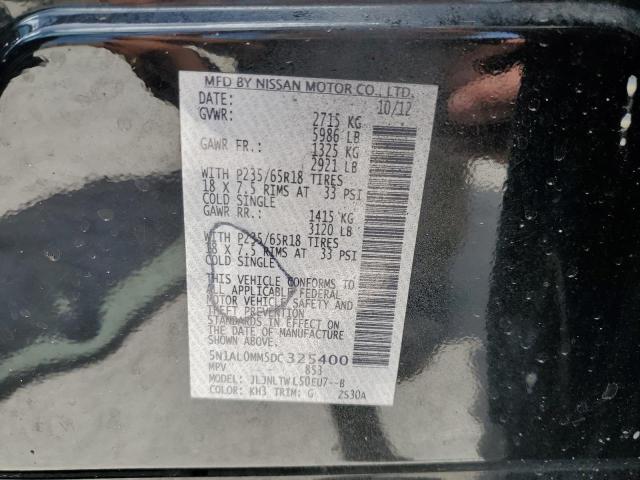 MFD BY NISSAN MOTOR CO., LTD.
DATE: 10/12
GVWR: 2715 KG
5986 LB
GAWR FR.: 1325 KG
2921 LB
WITH P235/65R18 TIRES
18 X 7.5 RIMS AT 33 PSI
COLD SINGLE
GAWR RR.: 1415 KG
3120 LB
WITH P235/65R18 TIRES
18 X 7.5 RIMS AT 33 PSI
COLD SINGLE
THIS VEHICLE CONFORMS TO
ALL APPLICABLE FEDERAL
MOTOR VEHICLE SAFETY AND
THEFT PREVENTION
STANDARDS IN EFFECT ON
THE DATE OF MANUFACTURE
SHOWN ABOVE.
5N1AL0MM5DC325400
MPV 853
MODEL: JLJNLTWL50EU7--B
COLOR: KH3 TRIM: G 2S30A